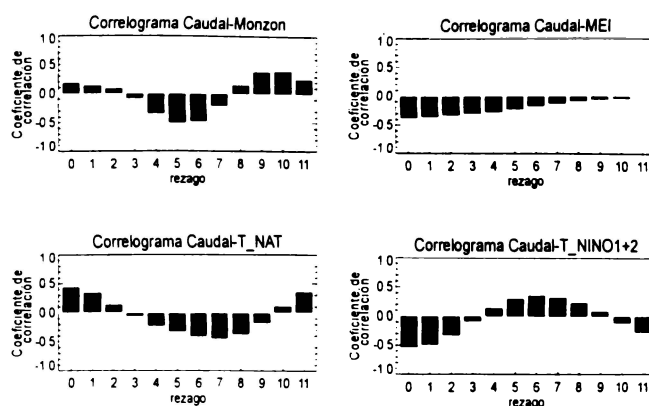 Correlograma Caudal-Monzon
Coeficiente de
correlación
1 0
0 5
0 0
-0 5
-1 0
0 1 2 3 4 5 6 7 8 9 10 11
rezago
Correlograma Caudal-MEI
Coeficiente de
correlación
1 0
0 5
0 0
-0 5
-1 0
0 1 2 3 4 5 6 7 8 9 10 11
rezago
Correlograma Caudal-T_NAT
Coeficiente de
correlación
1 0
0 5
0 0
-0 5
-1 0
0 1 2 3 4 5 6 7 8 9 10 11
rezago
Correlograma Caudal-T_NINO1+2
Coeficiente de
correlación
1 0
0 5
0 0
-0 5
-1 0
0 1 2 3 4 5 6 7 8 9 10 11
rezago